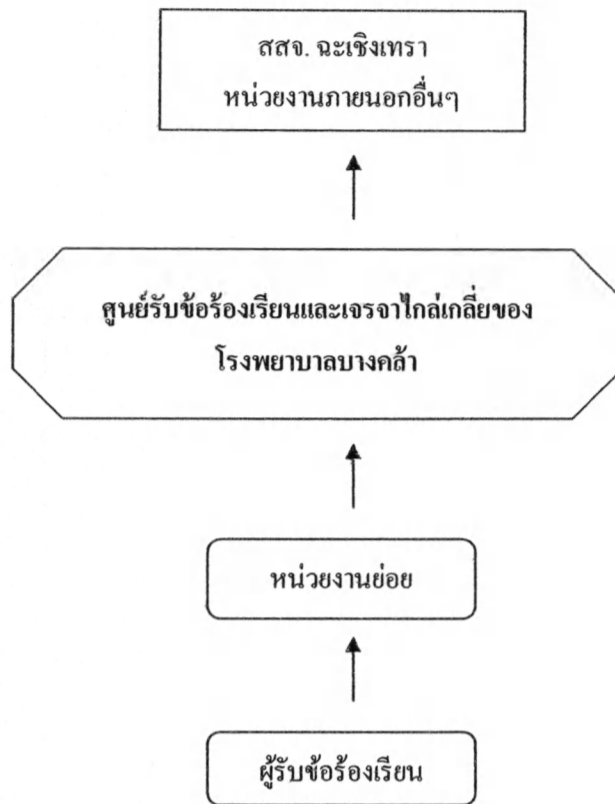 สสจ. ฉะเชิงเทรา
หน่วยงานภายนอกอื่นๆ
ศูนย์รับข้อร้องเรียนและเจรจาไกล่เกลี่ยของ
โรงพยาบาลบางคล้า
หน่วยงานย่อย
ผู้รับข้อร้องเรียน